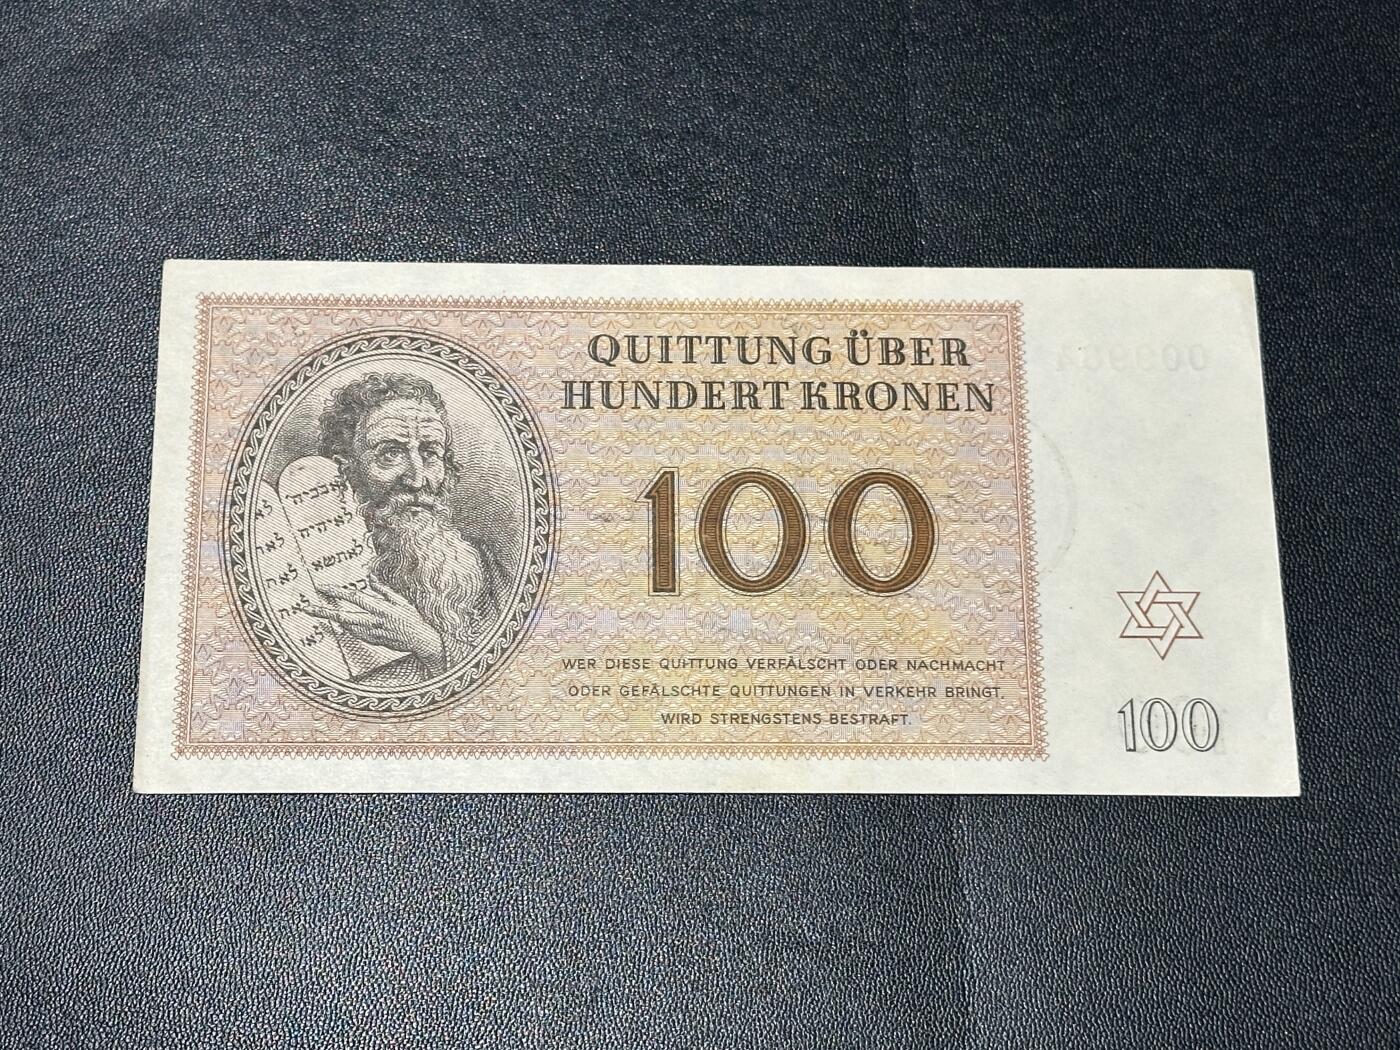 QUITTUNG ÜBER
HUNDERT KRONEN
100
WER DIESE QUITTUNG VERFÄLSCHT ODER NACHMACHT
ODER GEFÄLSCHTE QUITTUNGEN IN VERKEHR BRINGT,
WIRD STRENGSTENS BESTRAFT.
100